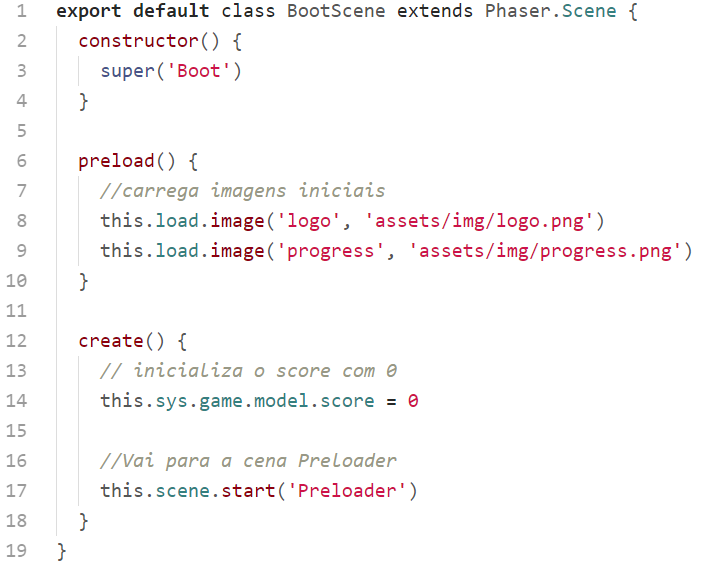 1 export default class BootScene extends Phaser.Scene {
2 constructor() {
3 super('Boot')
4 }
5
6 preload() {
7 //carrega imagens iniciais
8 this.load.image('logo', 'assets/img/logo.png')
9 this.load.image('progress', 'assets/img/progress.png')
10 }
11
12 create() {
13 // inicializa o score com 0
14 this.sys.game.model.score = 0
15
16 //Vai para a cena Preloader
17 this.scene.start('Preloader')
18 }
19 }